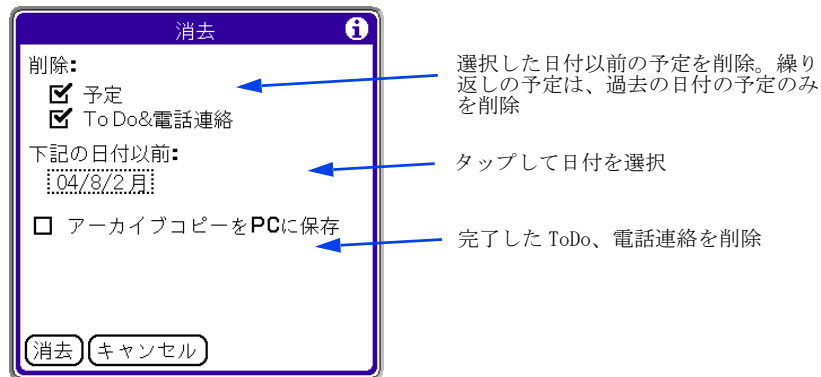 消去
削除:
予定
To Do&電話連絡
下記の日付以前:
04/8/2 月
アーカイブコピーをPCに保存
消去 キャンセル
選択した日付以前の予定を削除。繰り
返しの予定は、過去の日付の予定のみ
を削除
タップして日付を選択
完了した ToDo、電話連絡を削除